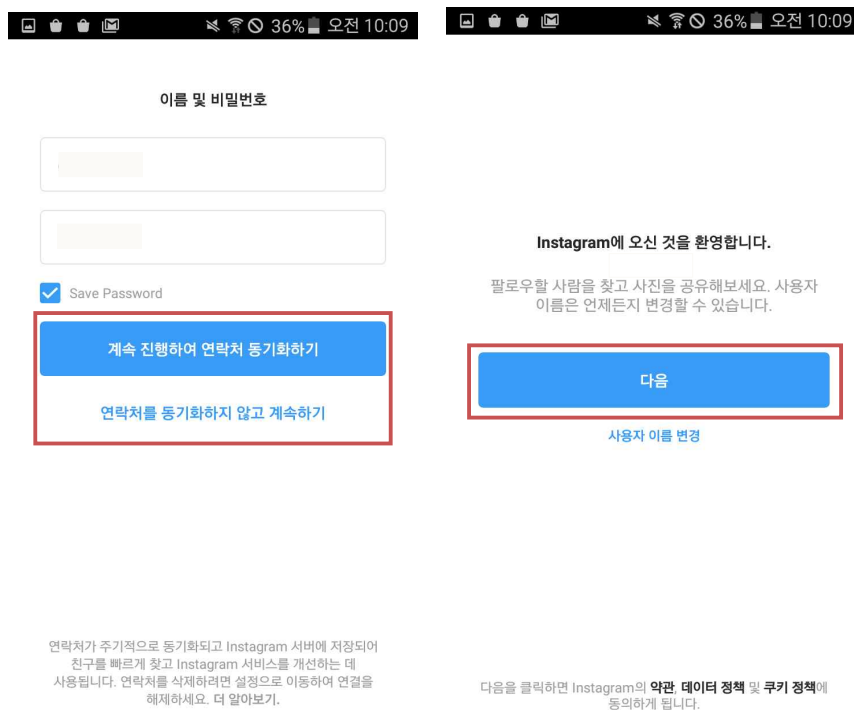 36% 오전 10:09
이름 및 비밀번호
Save Password
계속 진행하여 연락처 동기화하기
연락처를 동기화하지 않고 계속하기
연락처가 주기적으로 동기화되고 Instagram 서버에 저장되어
친구를 빠르게 찾고 Instagram 서비스를 개선하는 데
사용됩니다. 연락처를 삭제하려면 설정으로 이동하여 연결을
해제하세요. 더 알아보기.
36% 오전 10:09
Instagram에 오신 것을 환영합니다.
팔로우할 사람을 찾고 사진을 공유해보세요. 사용자
이름은 언제든지 변경할 수 있습니다.
다음
사용자 이름 변경
다음을 클릭하면 Instagram의 약관, 데이터 정책 및 쿠키 정책에
동의하게 됩니다.